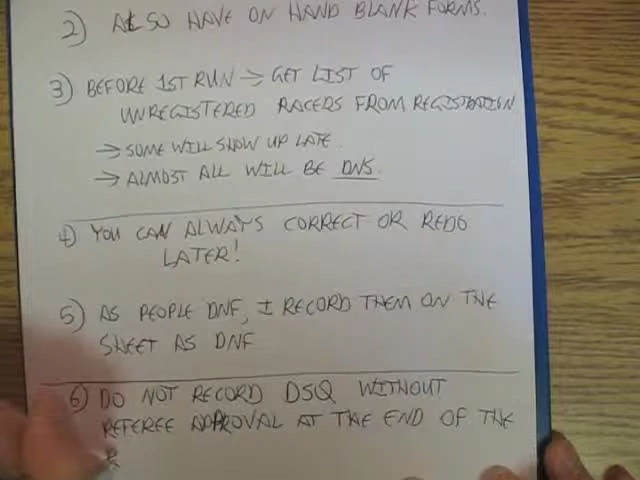 2) ALSO HAVE ON HAND BLANK FORMS.
3) BEFORE 1ST RUN → GET LIST OF
UNREGISTERED RACERS FROM REGISTRATION
→ SOME WILL SHOW UP LATE.
→ ALMOST ALL WILL BE DNS.
4) YOU CAN ALWAYS CORRECT OR REDO
LATER!
5) AS PEOPLE DNF, I RECORD THEM ON THE
SHEET AS DNF
6) DO NOT RECORD DSQ WITHOUT
REFEREE APPROVAL AT THE END OF THE
R